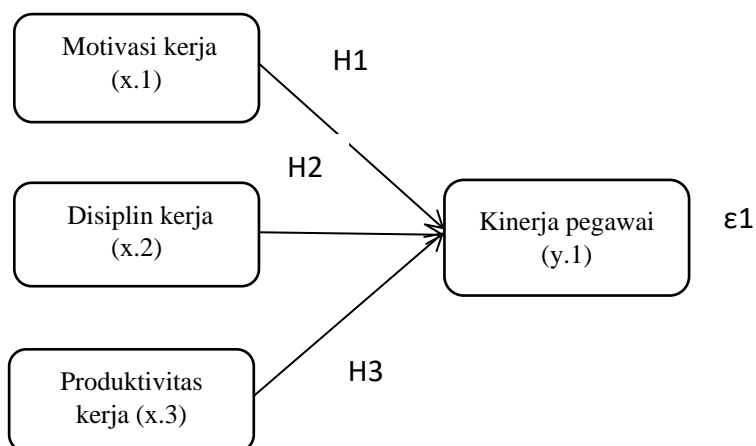 Motivasi kerja
(x.1)
H1
H2
Disiplin kerja
(x.2)
Kinerja pegawai
(y.1)
ε1
H3
Produktivitas
kerja (x.3)